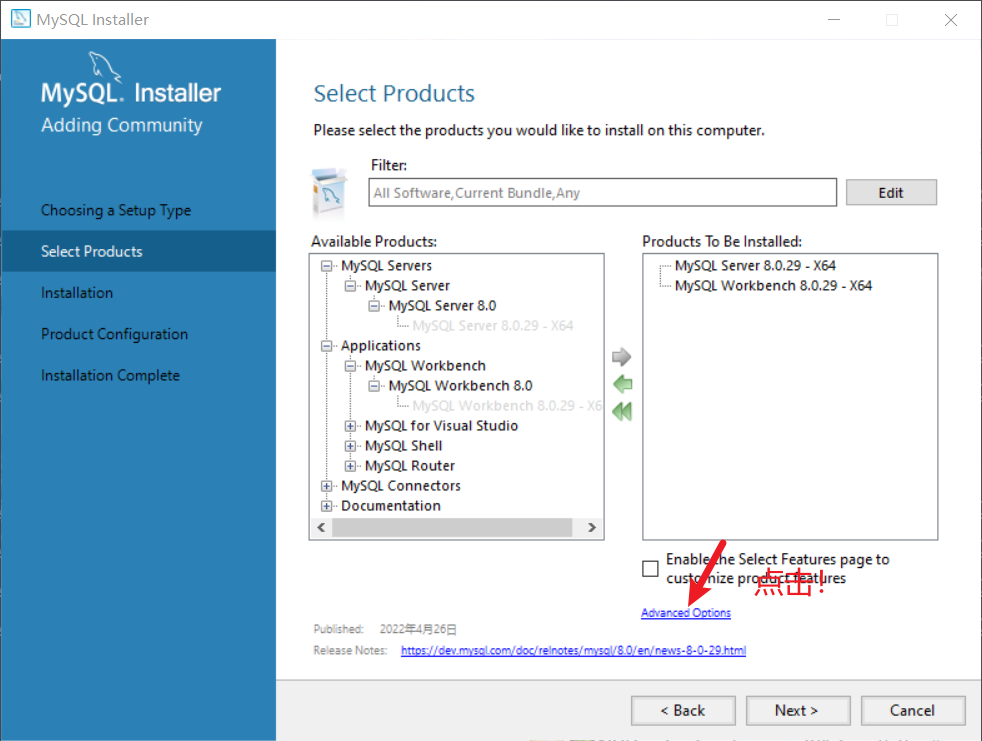 MySQL Installer
MySQL. Installer
Adding Community
Choosing a Setup Type
Select Products
Installation
Product Configuration
Installation Complete
Select Products
Please select the products you would like to install on this computer.
Filter:
All Software,Current Bundle,Any
Edit
Available Products:
MySQL Servers
MySQL Server
MySQL Server 8.0
MySQL Server 8.0.29 - X64
Applications
MySQL Workbench
MySQL Workbench 8.0
MySQL Workbench 8.0.29 - X6
MySQL for Visual Studio
MySQL Shell
MySQL Router
MySQL Connectors
Documentation
Products To Be Installed:
MySQL Server 8.0.29 - X64
MySQL Workbench 8.0.29 - X64
Enable the Select Features page to
customize product features
点击!
Advanced Options
Published: 2022年4月26日
Release Notes: https://dev.mysql.com/doc/relnotes/mysql/8.0/en/news-8-0-29.html
< Back
Next >
Cancel